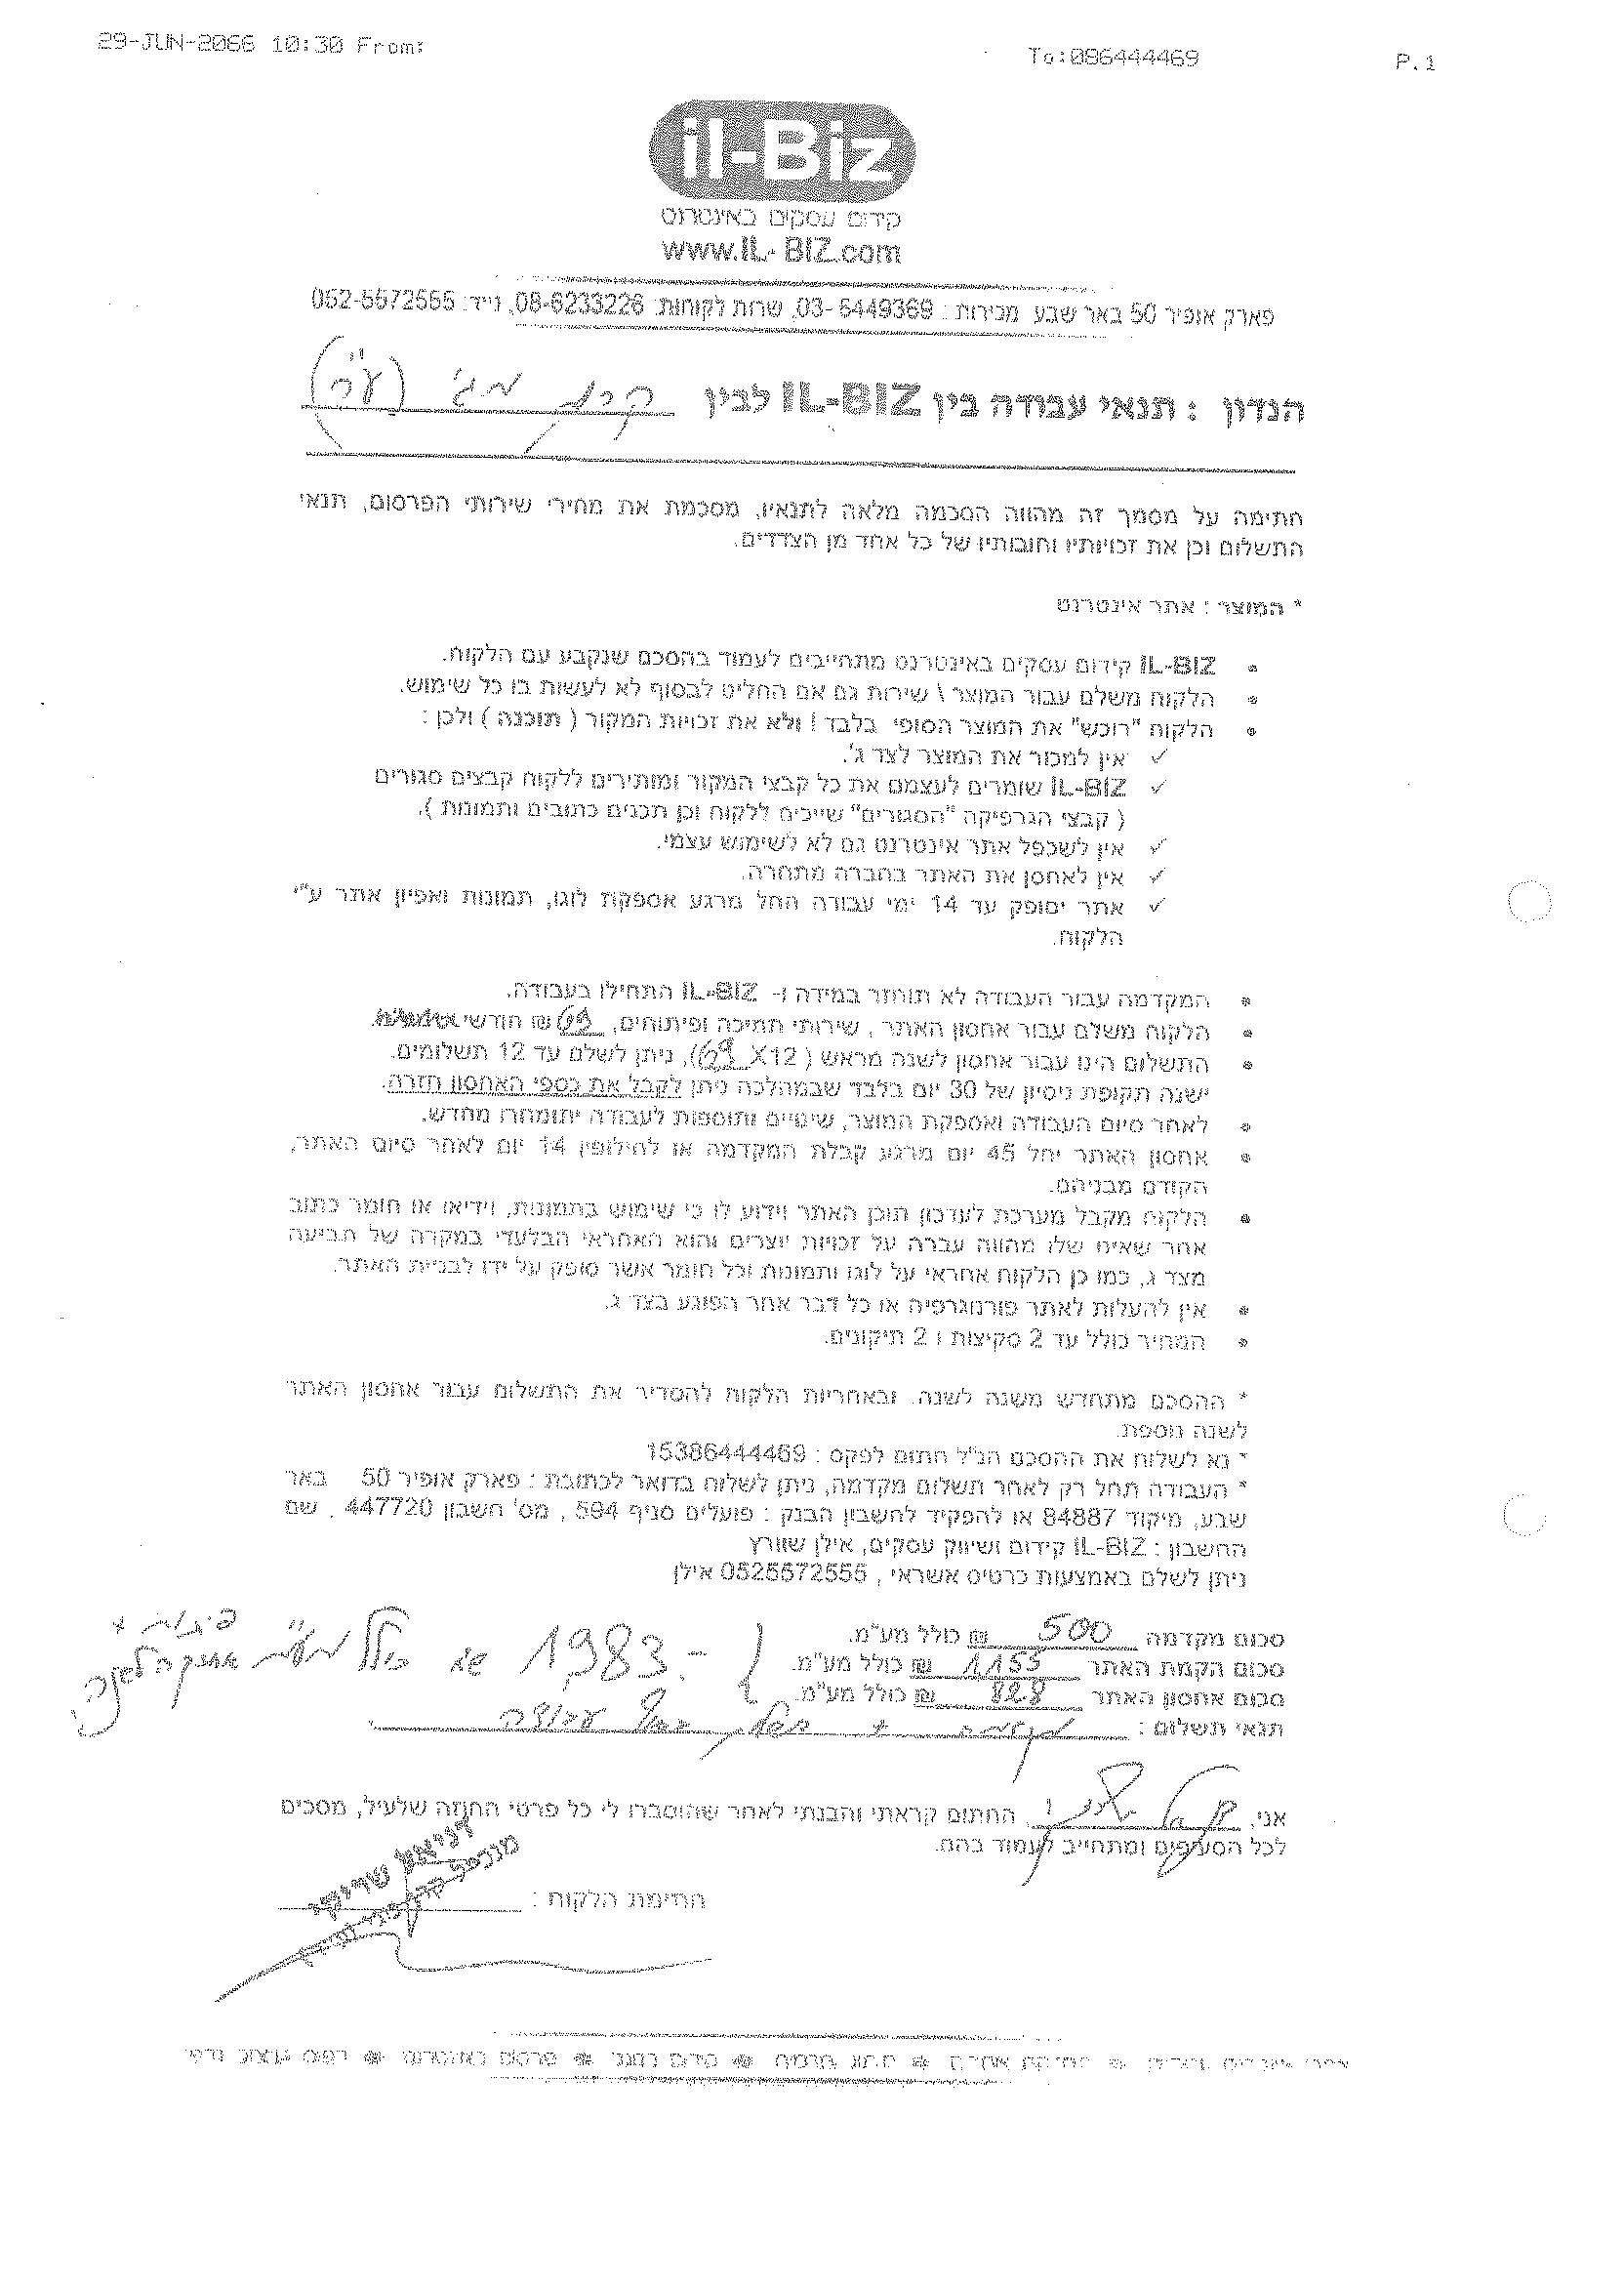 29-JUN-2066 10:30 From: To:086444469 P.1
il-Biz
קידום עסקים באינטרנט
www.IL-BIZ.com
פארק אופיר 50 באר שבע מכירות : 03-6449369, שרות לקוחות: 08-6233226, נייד: 052-5572555
הנדון : תנאי עבודה בין IL-BIZ לבין קרן מגי (ע"ר)
חתימה על מסמך זה מהווה הסכמה מלאה לתנאיו, מסכמת את מחירי שירותי הפרסום, תנאי
התשלום וכן את זכויותיו וחובותיו של כל אחד מן הצדדים.
* המוצר : אתר אינטרנט
• IL-BIZ קידום עסקים באינטרנט מתחייבים לעמוד בהסכם שנקבע עם הלקוח.
• הלקוח משלם עבור המוצר \ שירות גם אם החליט לבסוף לא לעשות בו כל שימוש.
• הלקוח "רוכש" את המוצר הסופי בלבד ! ולא את זכויות המקור ( תוכנה ) ולכן :
✓ אין למכור את המוצר לצד ג'.
✓ IL-BIZ שומרים לעצמם את כל קבצי המקור ומותירים ללקוח קבצים סגורים
( קבצי הגרפיקה "הסגורים" שייכים ללקוח וכן תכנים כתובים ותמונות ).
✓ אין לשכפל אתר אינטרנט גם לא לשימוש עצמי.
✓ אין לאחסן את האתר בחברה מתחרה.
✓ אתר יסופק עד 14 ימי עבודה החל מרגע אספקת לוגו, תמונות ואפיון אתר ע"י
הלקוח.
• המקדמה עבור העבודה לא תוחזר במידה ו- IL-BIZ התחילו בעבודה.
• הלקוח משלם עבור אחסון האתר , שירותי תמיכה ופיתוחים, 69 ₪ חודשי
• התשלום הינו עבור אחסון לשנה מראש ( 69 X12), ניתן לשלם עד 12 תשלומים.
ישנה תקופת ניסיון של 30 יום בלבד שבמהלכה ניתן לקבל את כספי האחסון חזרה.
• לאחר סיום העבודה ואספקת המוצר, שינויים ותוספות לעבודה יתומחרו מחדש.
• אחסון האתר יחל 45 יום מרגע קבלת המקדמה או לחילופין 14 יום לאחר סיום האתר,
הקודם מבניהם.
• הלקוח מקבל מערכת לעדכון תוכן האתר וידוע לו כי שימוש בתמונות, וידיאו או חומר כתוב
אחר שאינו שלו מהווה עברה על זכויות יוצרים והוא האחראי הבלעדי במקרה של תביעה
מצד ג, כמו כן הלקוח אחראי על לוגו ותמונות וכל חומר אשר סופק על ידו לבניית האתר.
• אין להעלות לאתר פורנוגרפיה או כל דבר אחר הפוגע בצד ג.
• המחיר כולל עד 2 סקיצות ו 2 תיקונים.
* ההסכם מתחדש משנה לשנה. ובאחריות הלקוח להסדיר את התשלום עבור אחסון האתר
לשנה נוספת.
* נא לשלוח את ההסכם הנ"ל חתום לפקס : 15386444469
* העבודה תחל רק לאחר תשלום מקדמה, ניתן לשלוח בדואר לכתובת : פארק אופיר 50 באר
שבע, מיקוד 84887 או להפקיד לחשבון הבנק : פועלים סניף 594 , מס' חשבון 447720 , שם
החשבון : IL-BIZ קידום ושיווק עסקים, אילן שוורץ
ניתן לשלם באמצעות כרטיס אשראי , 0525572555 אילן
סכום מקדמה 500 ₪ כולל מע"מ.
סכום הקמת האתר 1155 ₪ כולל מע"מ.
סכום אחסון האתר 828 ₪ כולל מע"מ.
1,983.- כולל מע"מ
תנאי תשלום : מקדמה +
אני, החתום קראתי והבנתי לאחר שהוסברו לי כל פרטי החוזה שלעיל, מסכים
לכל הסעיפים ומתחייב לעמוד בהם.
חתימת הלקוח :
דניאל שריקי